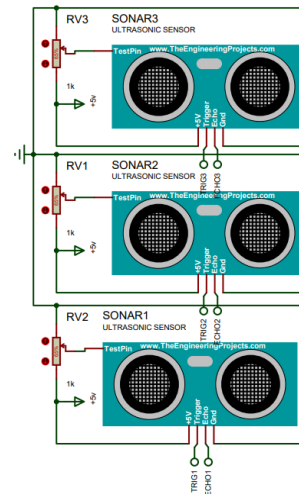 RV3 SONAR3
ULTRASONIC SENSOR
TestPin www.TheEngineeringProjects.com
1k
+5v
+5V
Trigger
Echo
Gnd
TRIG3
ECHO3
RV1 SONAR2
ULTRASONIC SENSOR
TestPin www.TheEngineeringProjects.com
1k
+5v
+5V
Trigger
Echo
Gnd
TRIG2
ECHO2
RV2 SONAR1
ULTRASONIC SENSOR
TestPin www.TheEngineeringProjects.com
1k
+5v
+5V
Trigger
Echo
Gnd
TRIG1
ECHO1